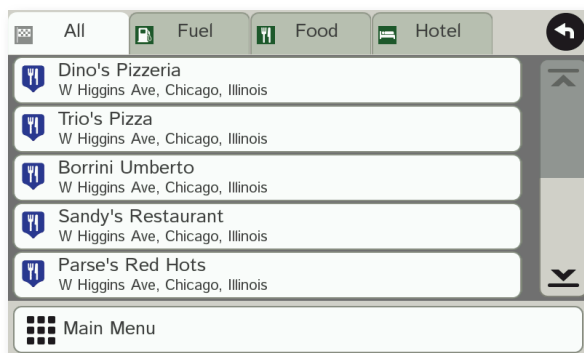 All
Fuel
Food
Hotel
Dino's Pizzeria
W Higgins Ave, Chicago, Illinois
Trio's Pizza
W Higgins Ave, Chicago, Illinois
Borrini Umberto
W Higgins Ave, Chicago, Illinois
Sandy's Restaurant
W Higgins Ave, Chicago, Illinois
Parse's Red Hots
W Higgins Ave, Chicago, Illinois
Main Menu